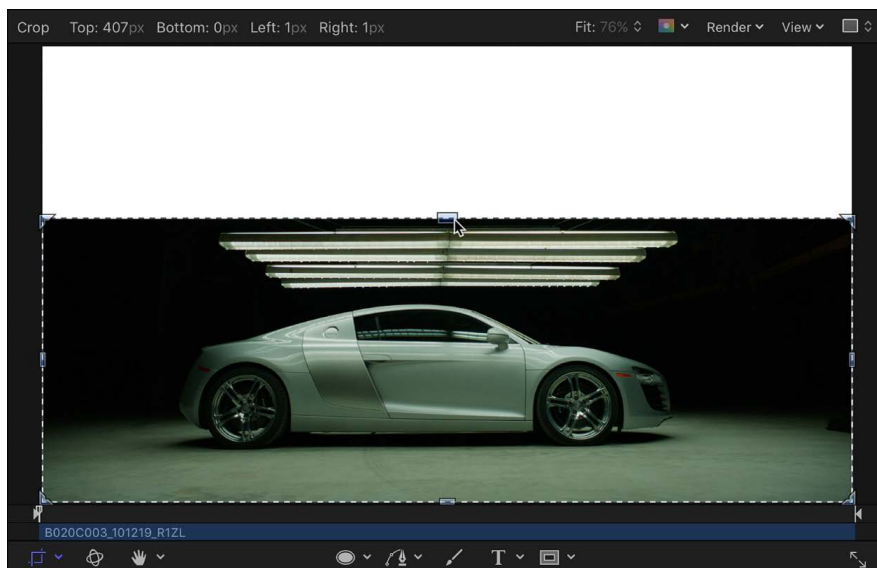 Crop Top: 407px Bottom: 0px Left: 1px Right: 1px Fit: 76% Render View
B020C003_101219_R1ZL
T